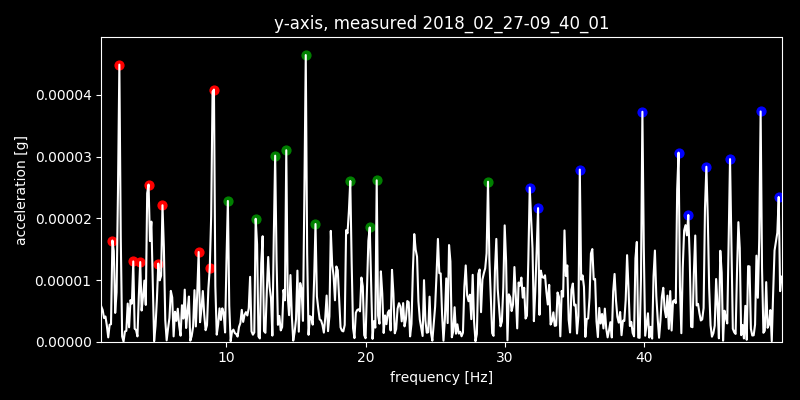 y-axis, measured 2018_02_27-09_40_01
acceleration [g]
0.00004
0.00003
0.00002
0.00001
0.00000
10 20 30 40
frequency [Hz]